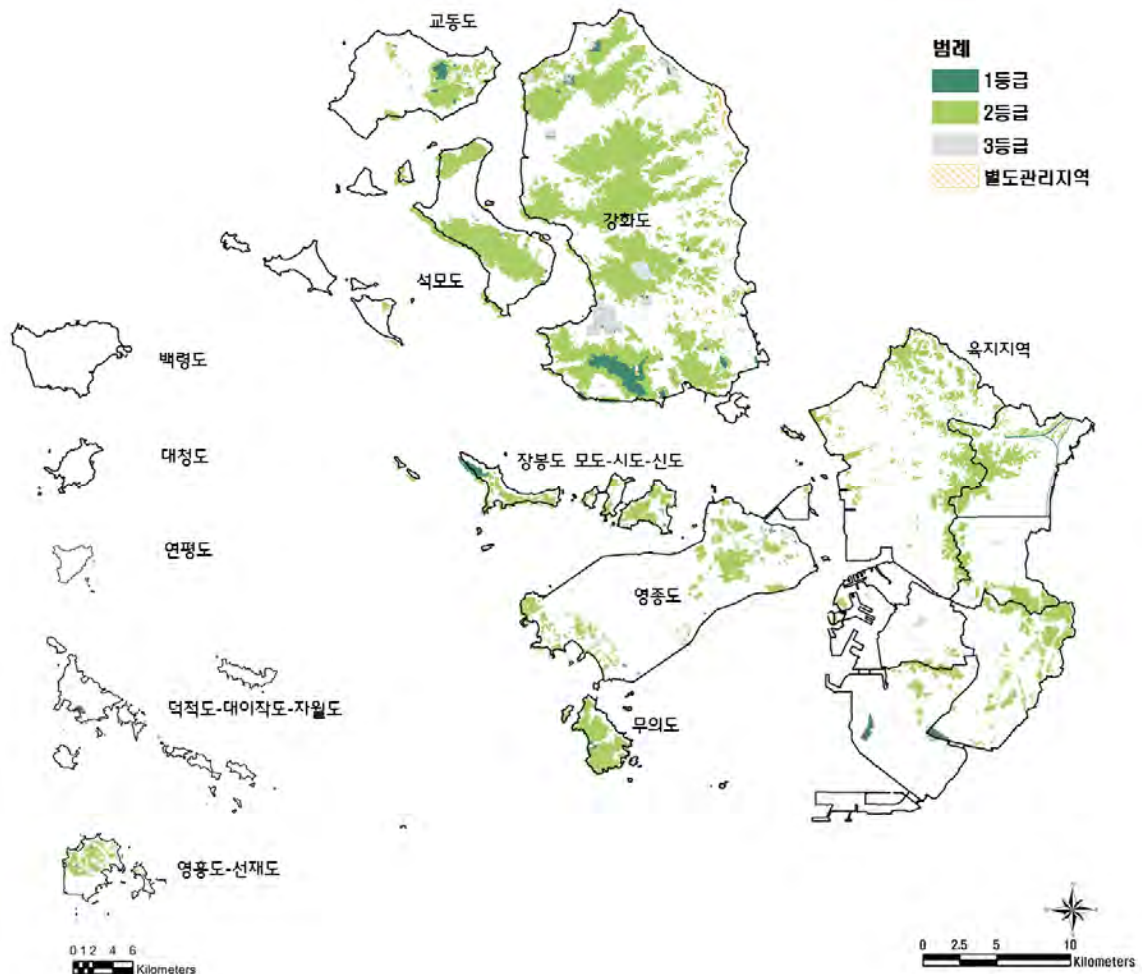 교동도
범례
1등급
2등급
3등급
별도관리지역
강화도
석모도
백령도
육지지역
대청도
장봉도 모도-시도-신도
연평도
영종도
덕적도-대이작도-자월도
무의도
영흥도-선재도
0 1 2 4 6
Kilometers
0 2.5 5 10
Kilometers